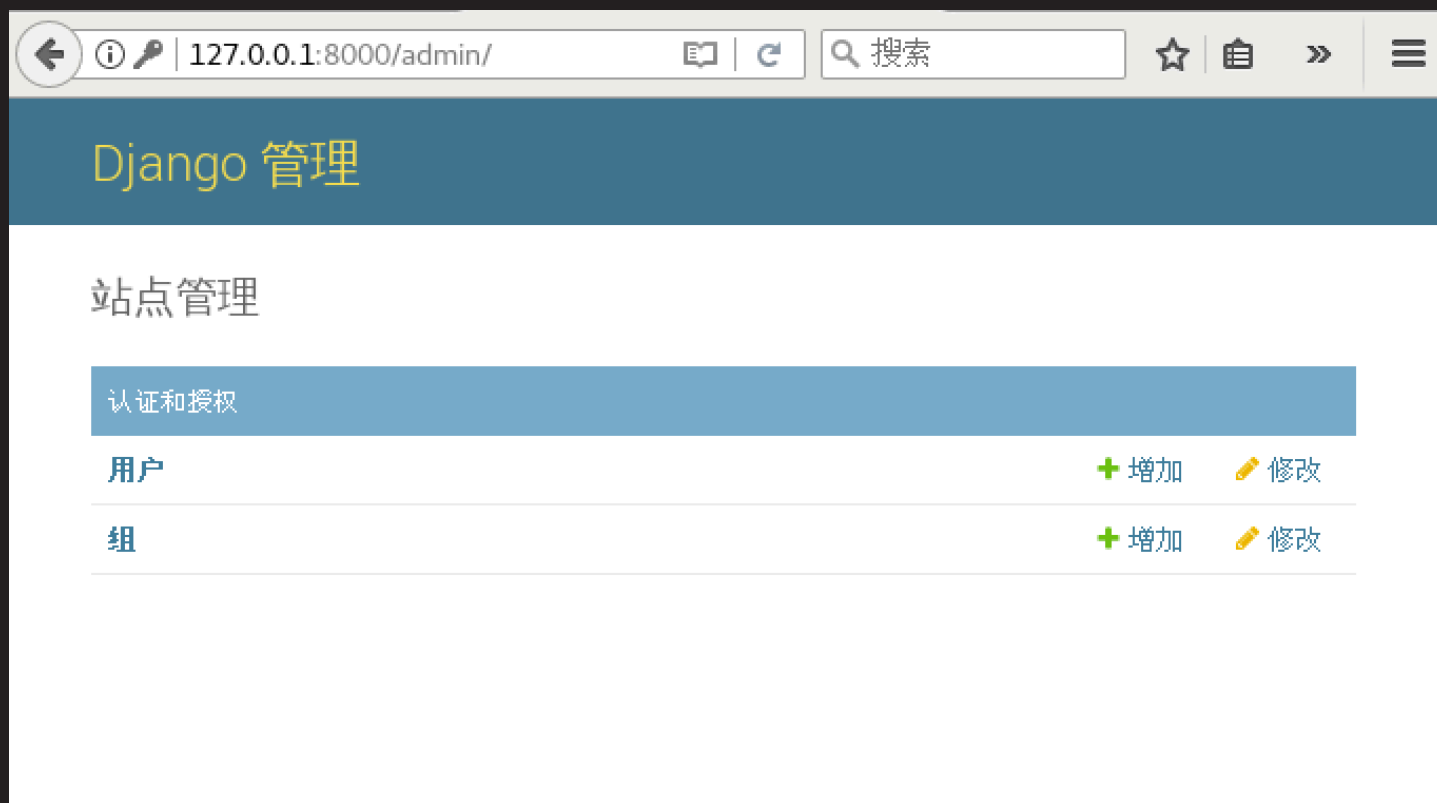 127.0.0.1:8000/admin/ 搜索
Django 管理
站点管理
认证和授权
用户 增加 修改
组 增加 修改